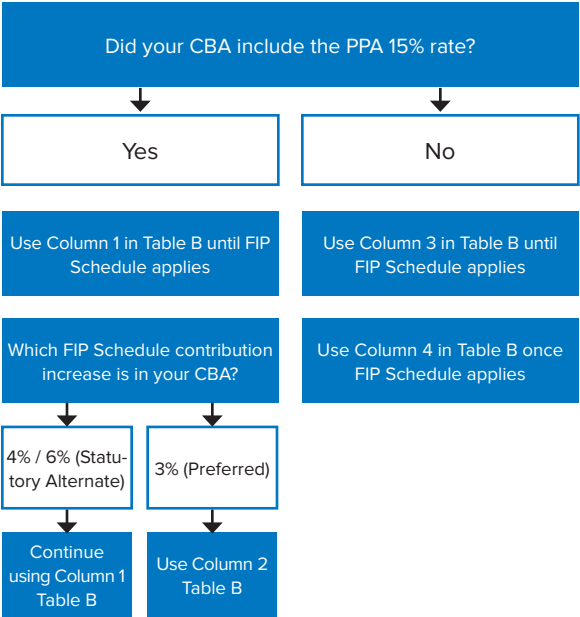 Did your CBA include the PPA 15% rate?
Yes
No
Use Column 1 in Table B until FIP
Schedule applies
Use Column 3 in Table B until
FIP Schedule applies
Which FIP Schedule contribution
increase is in your CBA?
Use Column 4 in Table B once
FIP Schedule applies
4% / 6% (Statu-
tory Alternate)
3% (Preferred)
Continue
using Column 1
Table B
Use Column 2
Table B